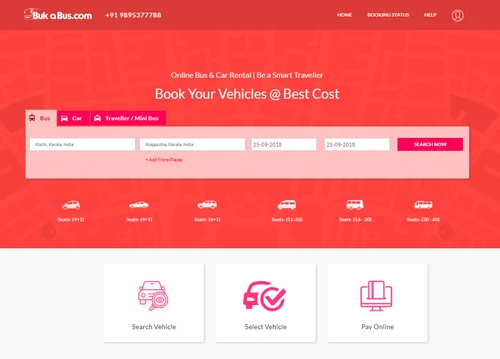 Buk a Bus.com
+91 9895377788
HOME
BOOKING STATUS
HELP
Online Bus & Car Rental | Be a Smart Traveller
Book Your Vehicles @ Best Cost
Bus
Car
Traveller / Mini Bus
Kochi, Kerala, India
Alappuzha, Kerala, India
25-09-2018
25-09-2018
SEARCH NOW
+ Add More Places
Seats- (4+1)
Seats- (4+1)
Seats- (6+1)
Seats- (11-26)
Seats- (16 - 30)
Seats- (30 - 60)
Search Vehicle
Select Vehicle
Pay Online